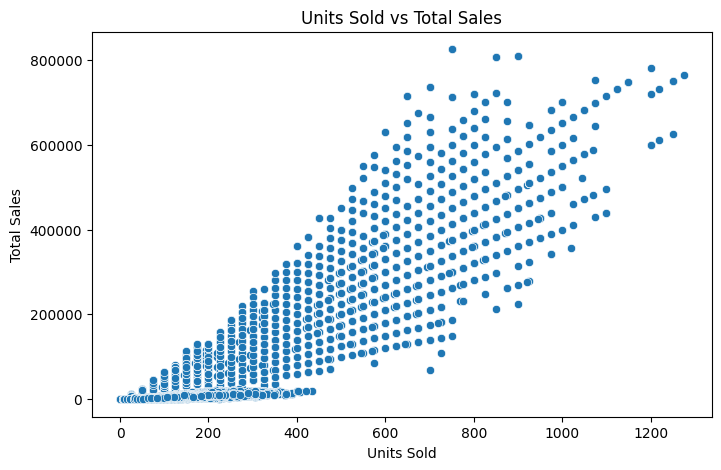 Units Sold vs Total Sales
800000
600000
400000
200000
0
Total Sales
0 200 400 600 800 1000 1200
Units Sold